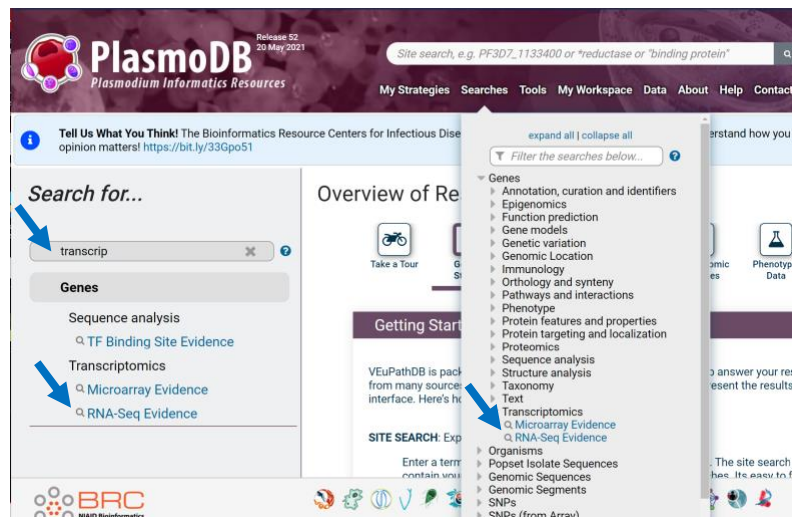 PlasmoDB
Release 52
20 May 2021
Plasmodium Informatics Resources
Site search, e.g. PF3D7_1133400 or *reductase or "binding protein"
My Strategies Searches Tools My Workspace Data About Help Contact
Tell Us What You Think! The Bioinformatics Resource Centers for Infectious Dise
erstand how you
opinion matters! https://bit.ly/33Gpo51
Search for...
transcrip
Genes
Sequence analysis
TF Binding Site Evidence
Transcriptomics
Microarray Evidence
RNA-Seq Evidence
BRC
NIAID Bioinformatics
Overview of Re
Take a Tour
Phenotyp
Data
Getting Start
VEuPathDB is pack
from many source
interface. Here's ho
SITE SEARCH: Exp
Enter a term
contain your
expand all | collapse all
Filter the searches below...
Genes
Annotation, curation and identifiers
Epigenomics
Function prediction
Gene models
Genetic variation
Genomic Location
Immunology
Orthology and synteny
Pathways and interactions
Phenotype
Protein features and properties
Protein targeting and localization
Proteomics
Sequence analysis
Structure analysis
Taxonomy
Text
Transcriptomics
Microarray Evidence
RNA-Seq Evidence
Organisms
Popset Isolate Sequences
Genomic Sequences
Genomic Segments
SNPs
SNPs (from Array)
answer your res
esent the results
. The site search
hes. Its easy to f